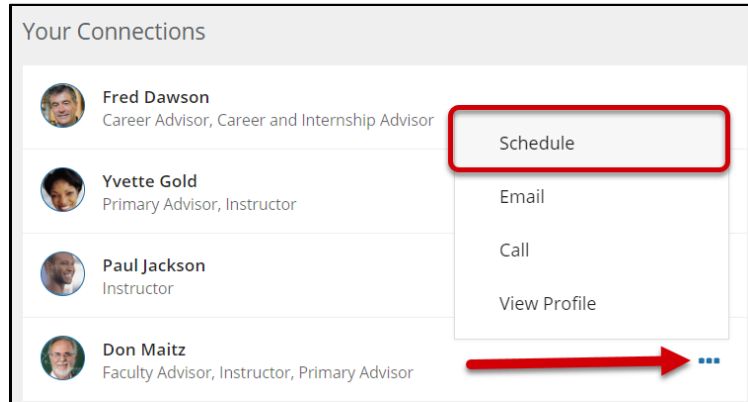 Your Connections
Fred Dawson
Career Advisor, Career and Internship Advisor
Schedule
Yvette Gold
Primary Advisor, Instructor
Email
Call
Paul Jackson
Instructor
View Profile
Don Maitz
Faculty Advisor, Instructor, Primary Advisor